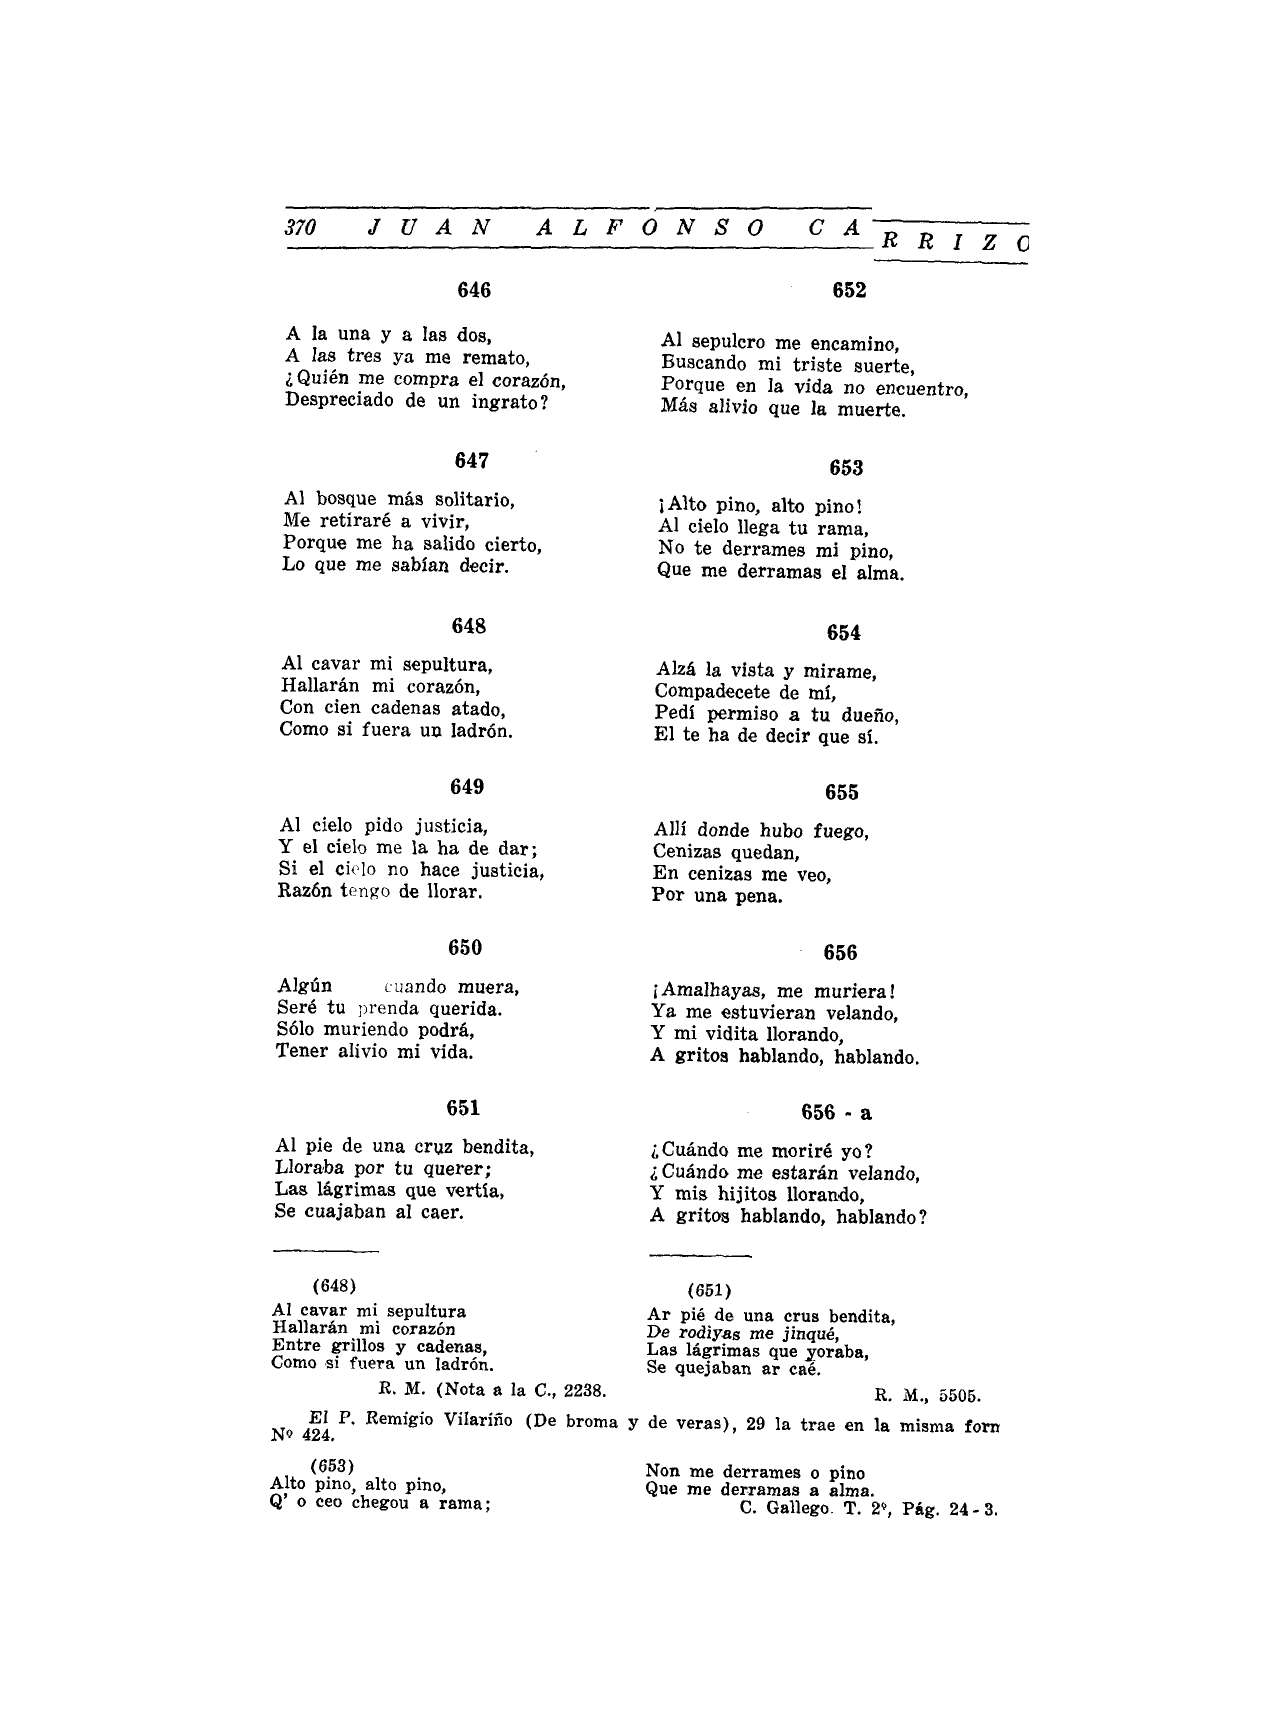 370 JUAN ALFONSO CARRIZO
646
A la una y a las dos,
A las tres ya me remato,
¿Quién me compra el corazón,
Despreciado de un ingrato?
647
Al bosque más solitario,
Me retiraré a vivir,
Porque me ha salido cierto,
Lo que me sabían decir.
648
Al cavar mi sepultura,
Hallarán mi corazón,
Con cien cadenas atado,
Como si fuera un ladrón.
649
Al cielo pido justicia,
Y el cielo me la ha de dar;
Si el cielo no hace justicia,
Razón tengo de llorar.
650
Algún cuando muera,
Seré tu prenda querida.
Sólo muriendo podrá,
Tener alivio mi vida.
651
Al pie de una cruz bendita,
Lloraba por tu querer;
Las lágrimas que vertía,
Se cuajaban al caer.
652
Al sepulcro me encamino,
Buscando mi triste suerte,
Porque en la vida no encuentro,
Más alivio que la muerte.
653
¡Alto pino, alto pino!
Al cielo llega tu rama,
No te derrames mi pino,
Que me derramas el alma.
654
Alzá la vista y mirame,
Compadecete de mí,
Pedí permiso a tu dueño,
El te ha de decir que sí.
655
Allí donde hubo fuego,
Cenizas quedan,
En cenizas me veo,
Por una pena.
656
¡Amalhayas, me muriera!
Ya me estuvieran velando,
Y mi vidita llorando,
A gritos hablando, hablando.
656 - a
¿Cuándo me moriré yo?
¿Cuándo me estarán velando,
Y mis hijitos llorando,
A gritos hablando, hablando?
(648)
Al cavar mi sepultura
Hallarán mi corazón
Entre grillos y cadenas,
Como si fuera un ladrón.
R. M. (Nota a la C., 2238.
(651)
Ar pié de una crus bendita,
De rodiyas me jinqué,
Las lágrimas que yoraba,
Se quejaban ar caé.
R. M., 5505.
El P. Remigio Vilariño (De broma y de veras), 29 la trae en la misma form
Nº 424.
(653)
Alto pino, alto pino,
Q' o ceo chegou a rama;
Non me derrames o pino
Que me derramas a alma.
C. Gallego. T. 2º, Pág. 24 - 3.